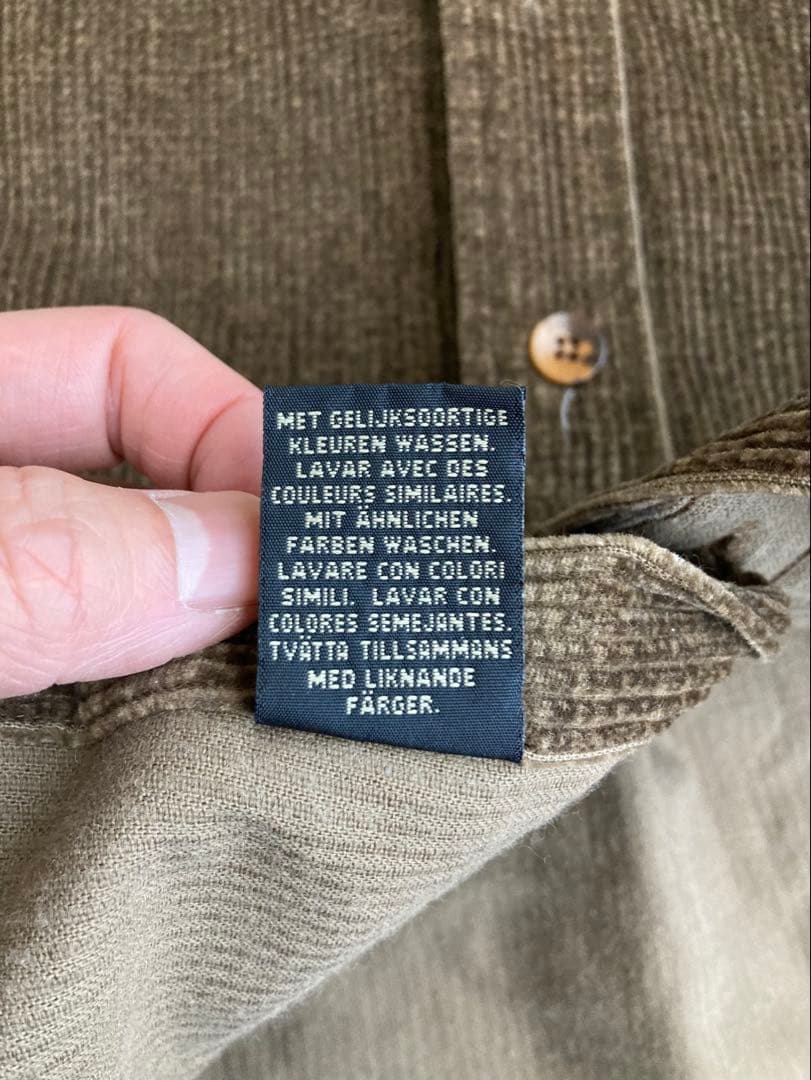 MET GELIJKSOORTIGE
KLEUREN WASSEN.
LAVAR AVEC DES
COULEURS SIMILAIRES.
MIT ÄHNLICHEN
FARBEN WASCHEN.
LAVARE CON COLORI
SIMILI. LAVAR CON
COLORES SEMEJANTES.
TVÄTTA TILLSAMMANS
MED LIKNANDE
FÄRGER.